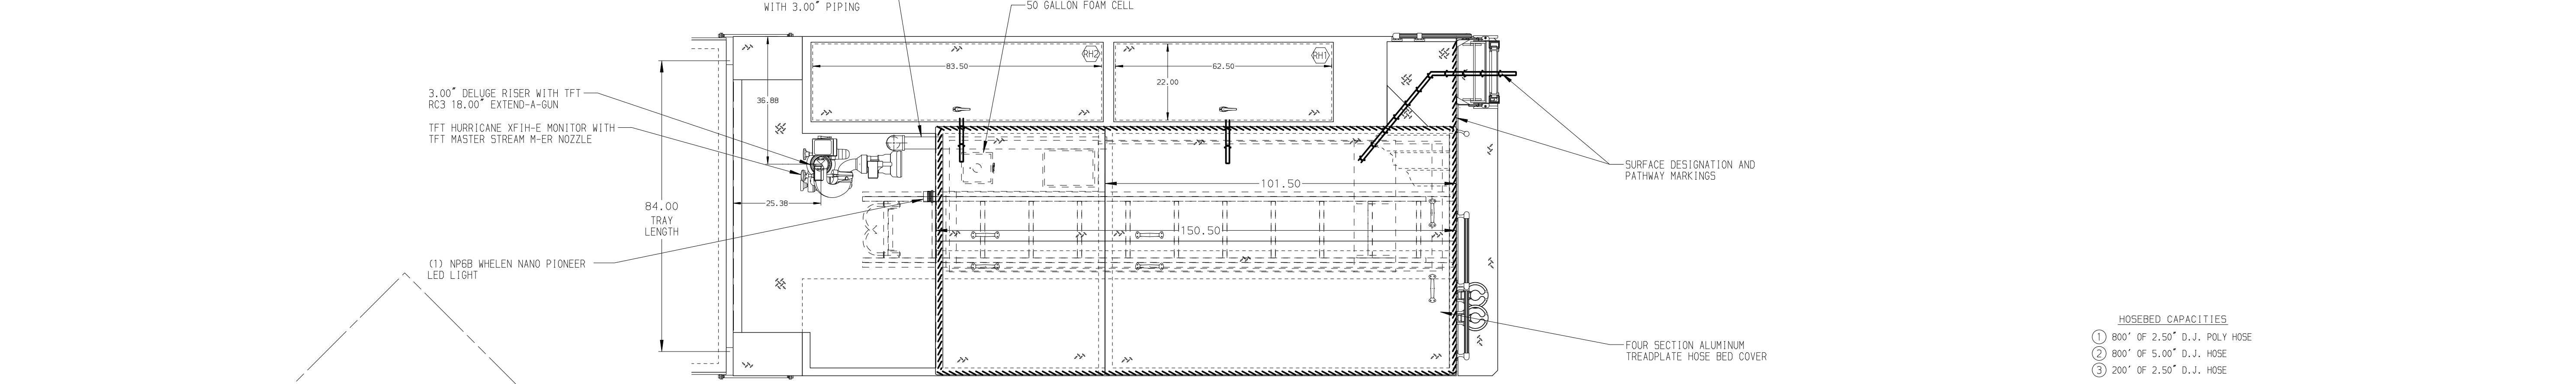 WITH 3.00" PIPING
50 GALLON FOAM CELL
RH2
RH1
83.50
62.50
22.00
36.88
3.00" DELUGE RISER WITH TFT
RC3 18.00" EXTEND-A-GUN
TFT HURRICANE XFIH-E MONITOR WITH
TFT MASTER STREAM M-ER NOZZLE
SURFACE DESIGNATION AND
PATHWAY MARKINGS
101.50
25.38
84.00
TRAY
LENGTH
150.50
(1) NP6B WHELEN NANO PIONEER
LED LIGHT
FOUR SECTION ALUMINUM
TREADPLATE HOSE BED COVER
HOSEBED CAPACITIES
1 800' OF 2.50" D.J. POLY HOSE
2 800' OF 5.00" D.J. HOSE
3 200' OF 2.50" D.J. HOSE